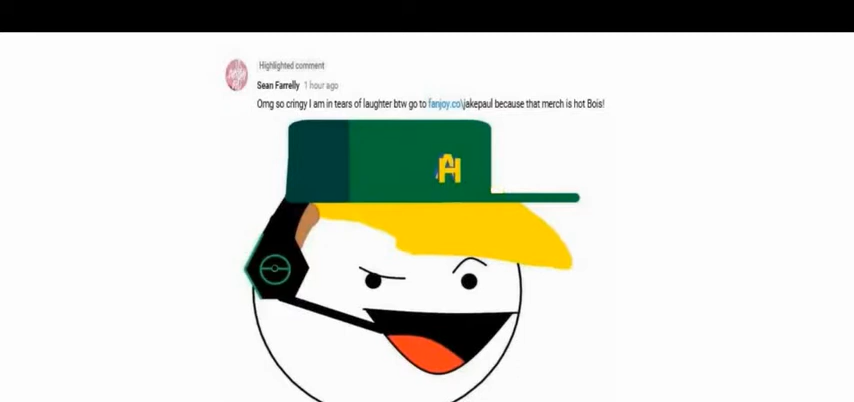 Highlighted comment
Sean Farrelly 1 hour ago
Omg so cringy I am in tears of laughter btw go to fanjoy.co\jakepaul because that merch is hot Bois!
AH